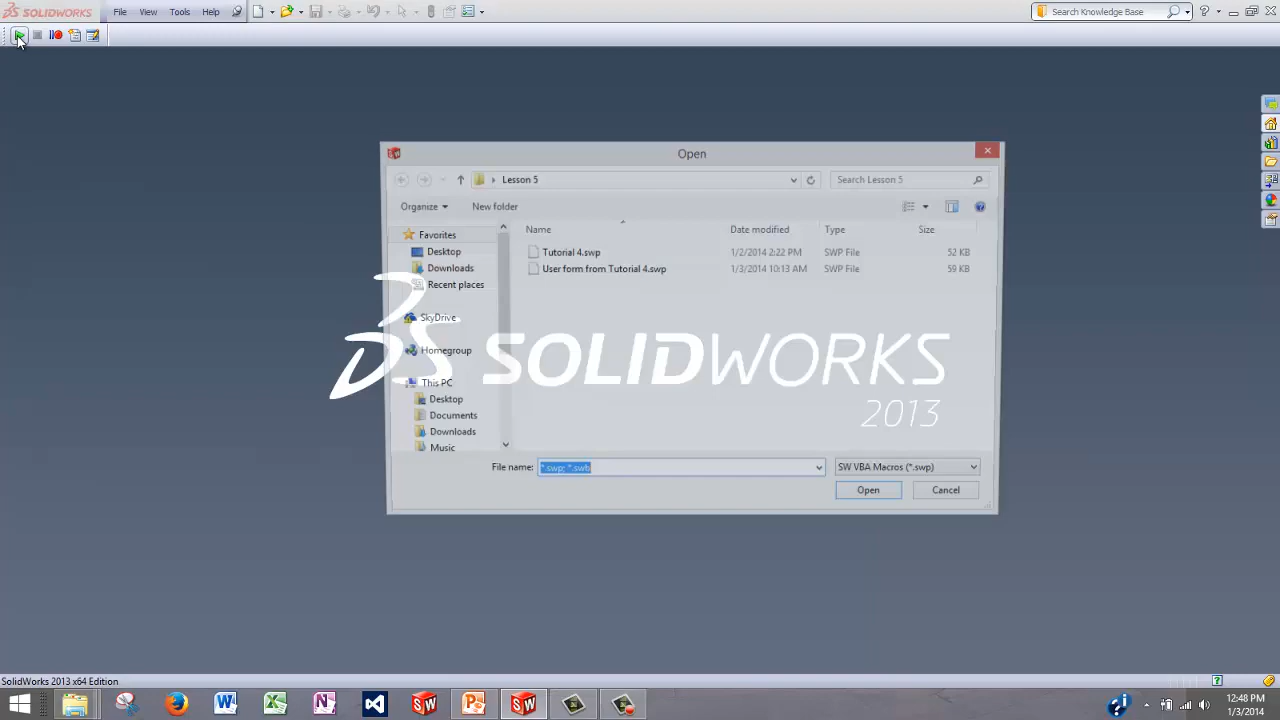 SOLIDWORKS File View Tools Help Search Knowledge Base
Open
Lesson 5 Search Lesson 5
Organize New folder
Name Date modified Type Size
Favorites
Desktop
Downloads
Recent places
SkyDrive
Homegroup
This PC
Desktop
Documents
Downloads
Music
Tutorial 4.swp 1/2/2014 2:22 PM SWP File 52 KB
User form from Tutorial 4.swp 1/3/2014 10:13 AM SWP File 59 KB
SOLIDWORKS
2013
File name: *.swp; *.swb SW VBA Macros (*.swp)
Open Cancel
SolidWorks 2013 x64 Edition
12:48 PM
1/3/2014